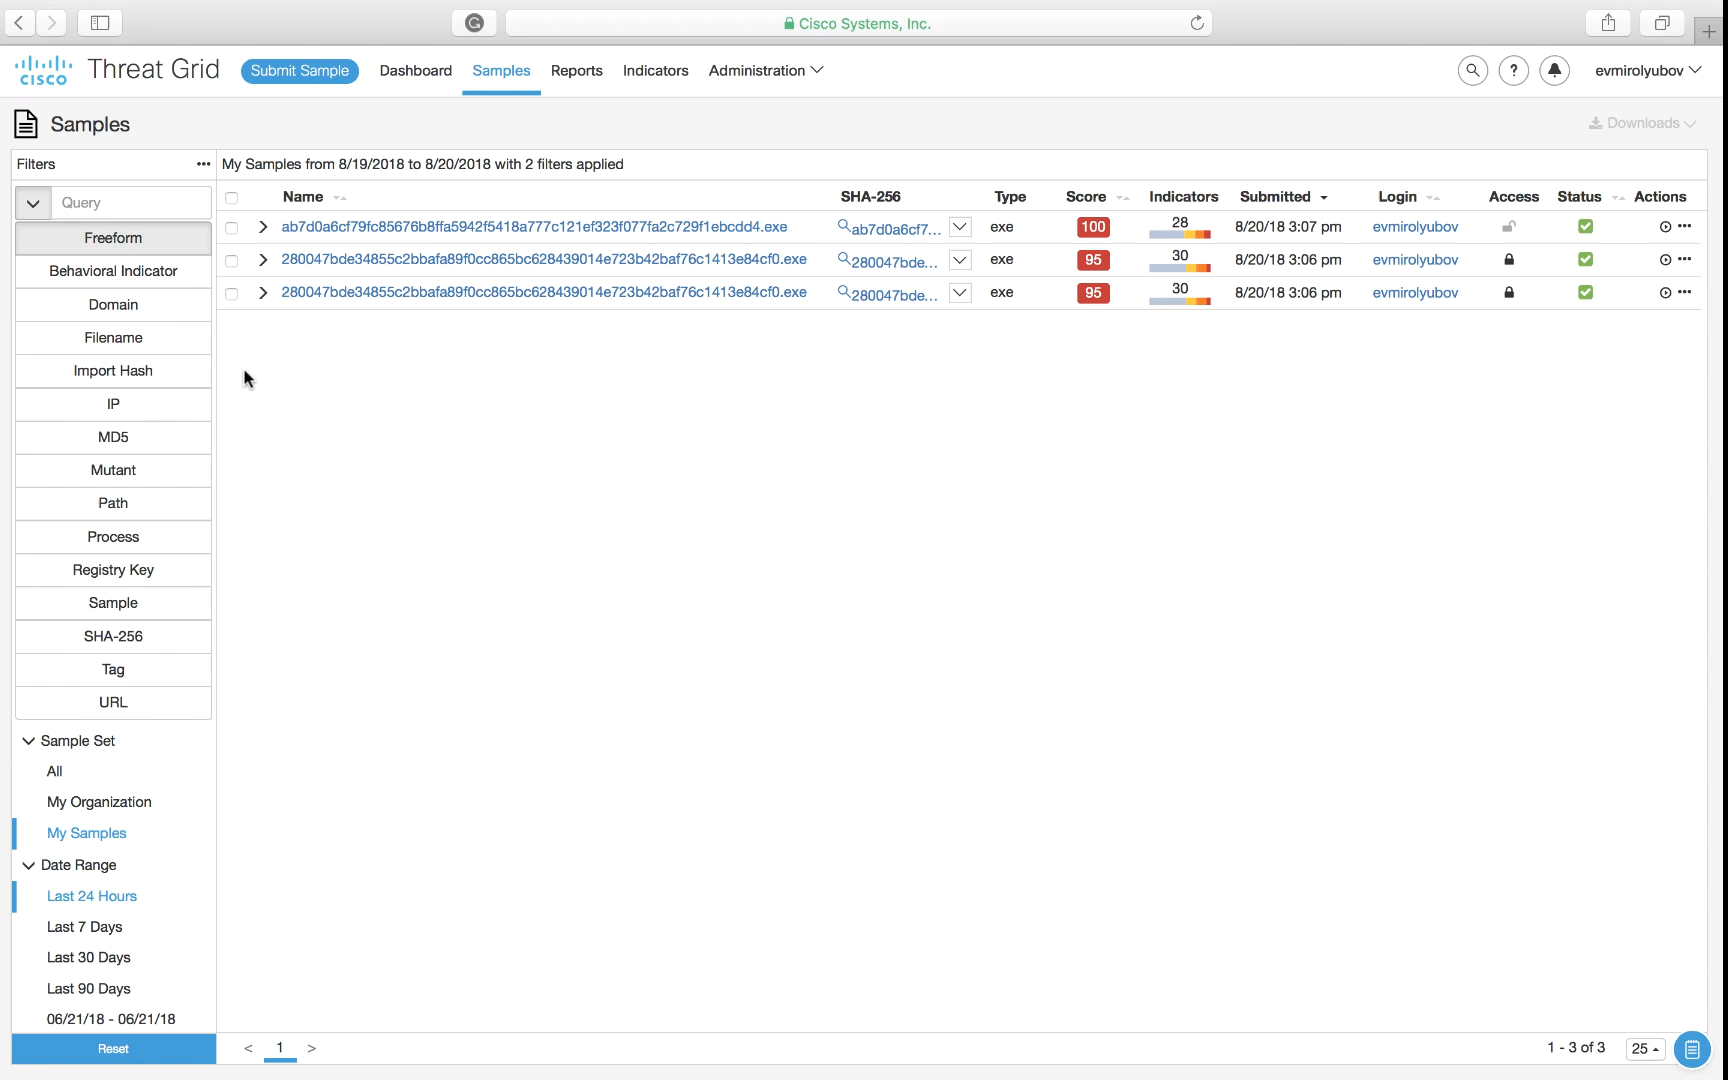 Cisco Systems, Inc.
cisco Threat Grid Submit Sample Dashboard Samples Reports Indicators Administration ? evmirolyubov
Samples Downloads
Filters ••• My Samples from 8/19/2018 to 8/20/2018 with 2 filters applied
Query
Name SHA-256 Type Score Indicators Submitted Login Access Status Actions
ab7d0a6cf79fc85676b8ffa5942f5418a777c121ef323f077fa2c729f1ebcdd4.exe ab7d0a6cf7... exe 100 28 8/20/18 3:07 pm evmirolyubov
280047bde34855c2bbafa89f0cc865bc628439014e723b42baf76c1413e84cf0.exe 280047bde... exe 95 30 8/20/18 3:06 pm evmirolyubov
280047bde34855c2bbafa89f0cc865bc628439014e723b42baf76c1413e84cf0.exe 280047bde... exe 95 30 8/20/18 3:06 pm evmirolyubov
Freeform
Behavioral Indicator
Domain
Filename
Import Hash
IP
MD5
Mutant
Path
Process
Registry Key
Sample
SHA-256
Tag
URL
Sample Set
All
My Organization
My Samples
Date Range
Last 24 Hours
Last 7 Days
Last 30 Days
Last 90 Days
06/21/18 - 06/21/18
Reset
< 1 > 1 - 3 of 3 25